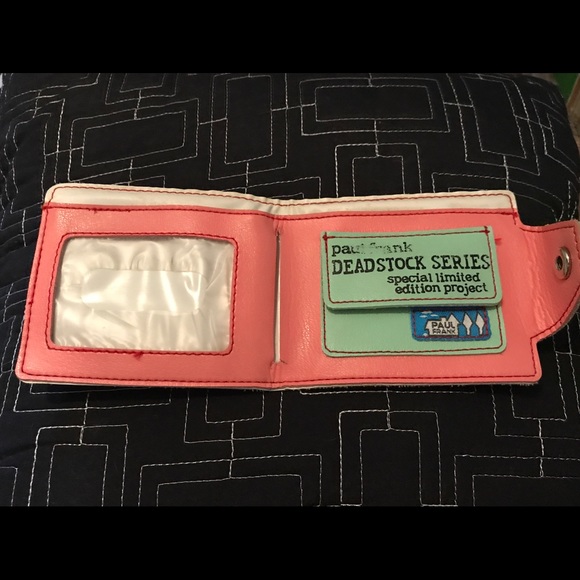 paul frank
DEADSTOCK SERIES
special limited
edition project
PAUL
FRANK